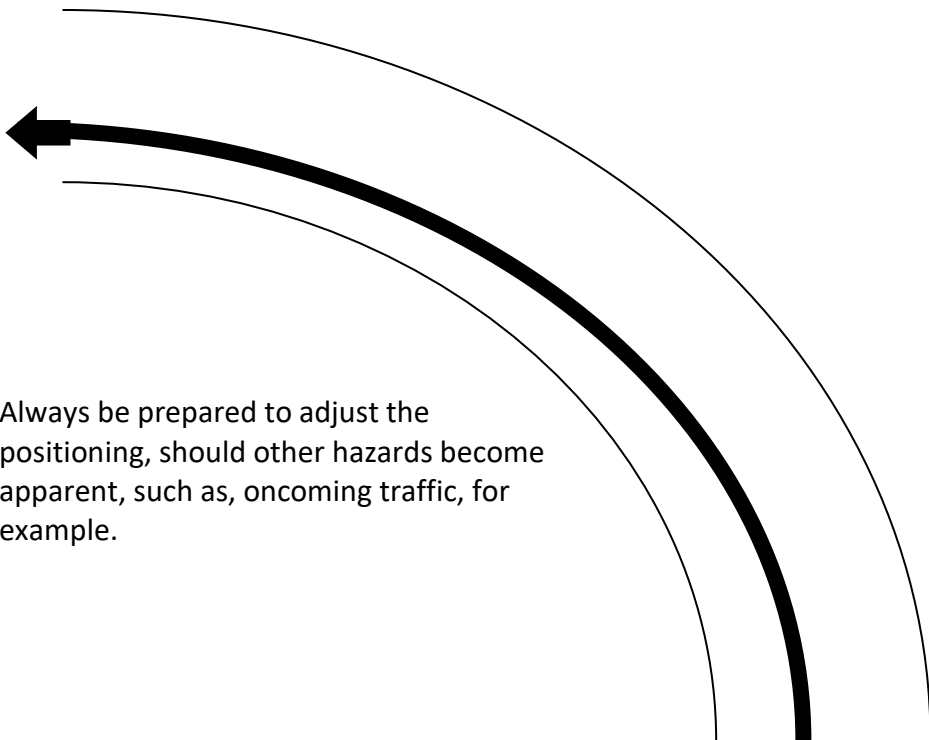 Always be prepared to adjust the
positioning, should other hazards become
apparent, such as, oncoming traffic, for
example.